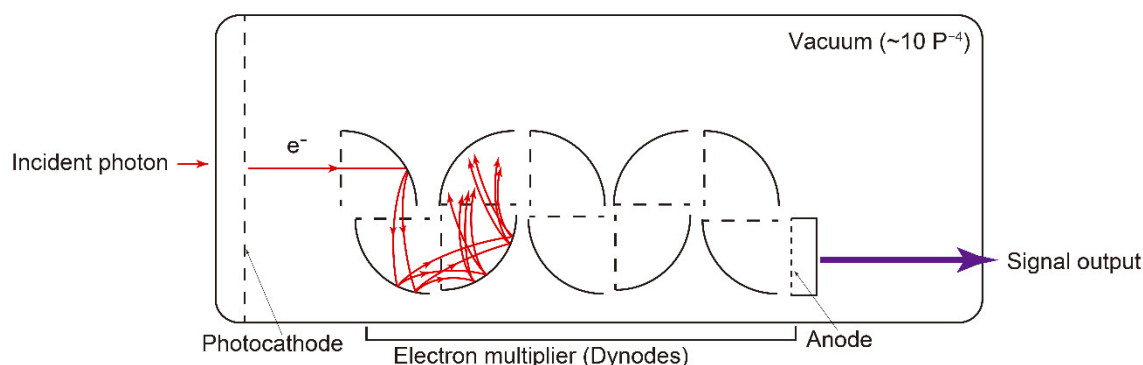 Vacuum (~10 P⁻⁴)
e⁻
Incident photon
Signal output
Photocathode
Anode
Electron multiplier (Dynodes)